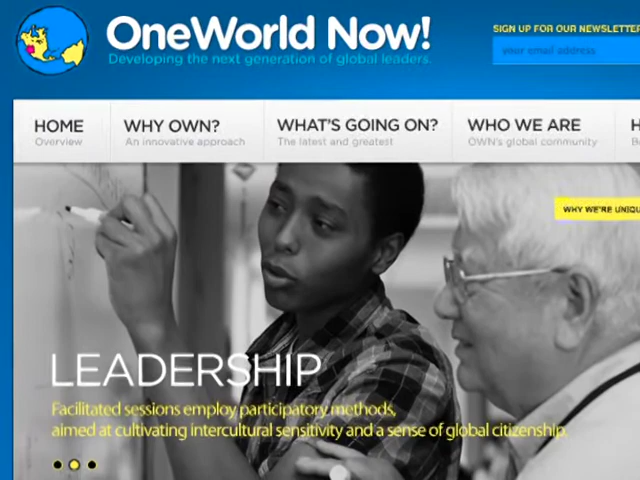 OneWorld Now!
Developing the next generation of global leaders.
SIGN UP FOR OUR NEWSLETTER
your email address
HOME
Overview
WHY OWN?
An innovative approach
WHAT'S GOING ON?
The latest and greatest
WHO WE ARE
OWN's global community
WHY WE'RE UNIQU
LEADERSHIP
Facilitated sessions employ participatory methods,
aimed at cultivating intercultural sensitivity and a sense of global citizenship.